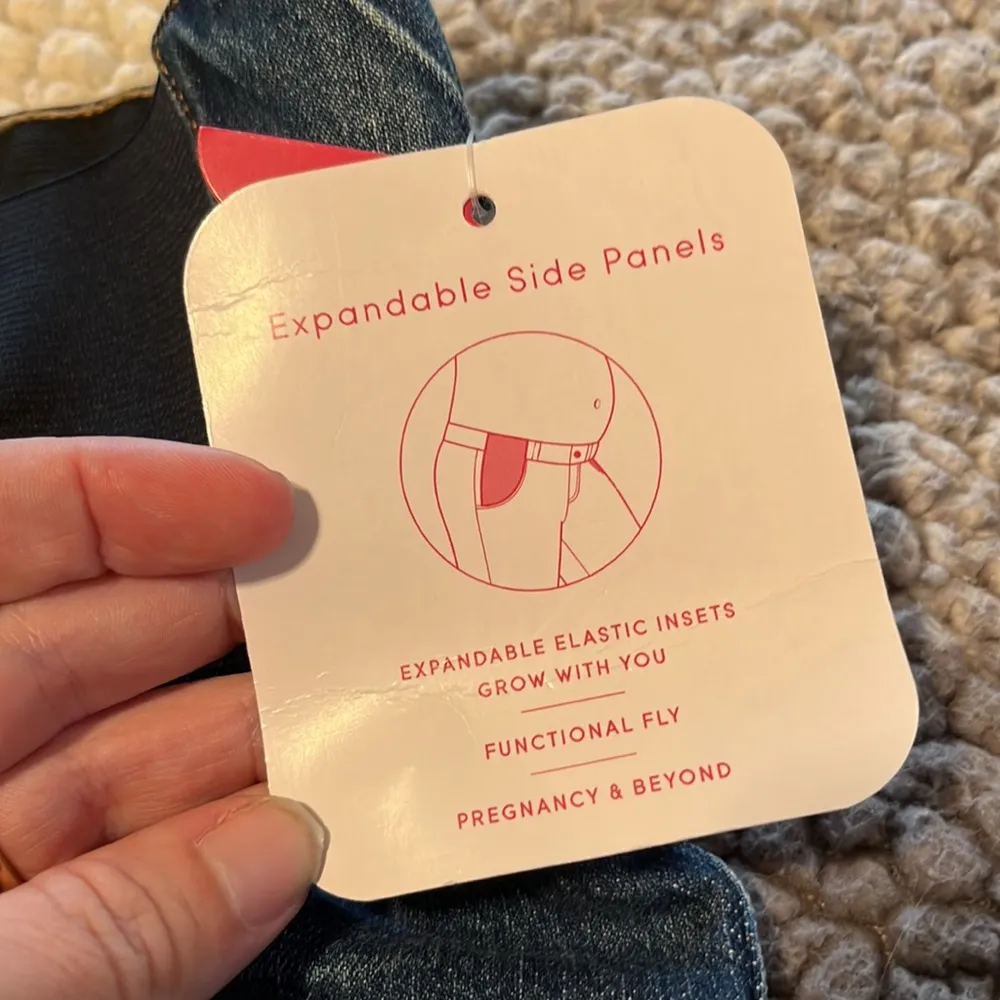 Expandable Side Panels
EXPANDABLE ELASTIC INSETS
GROW WITH YOU
FUNCTIONAL FLY
PREGNANCY & BEYOND